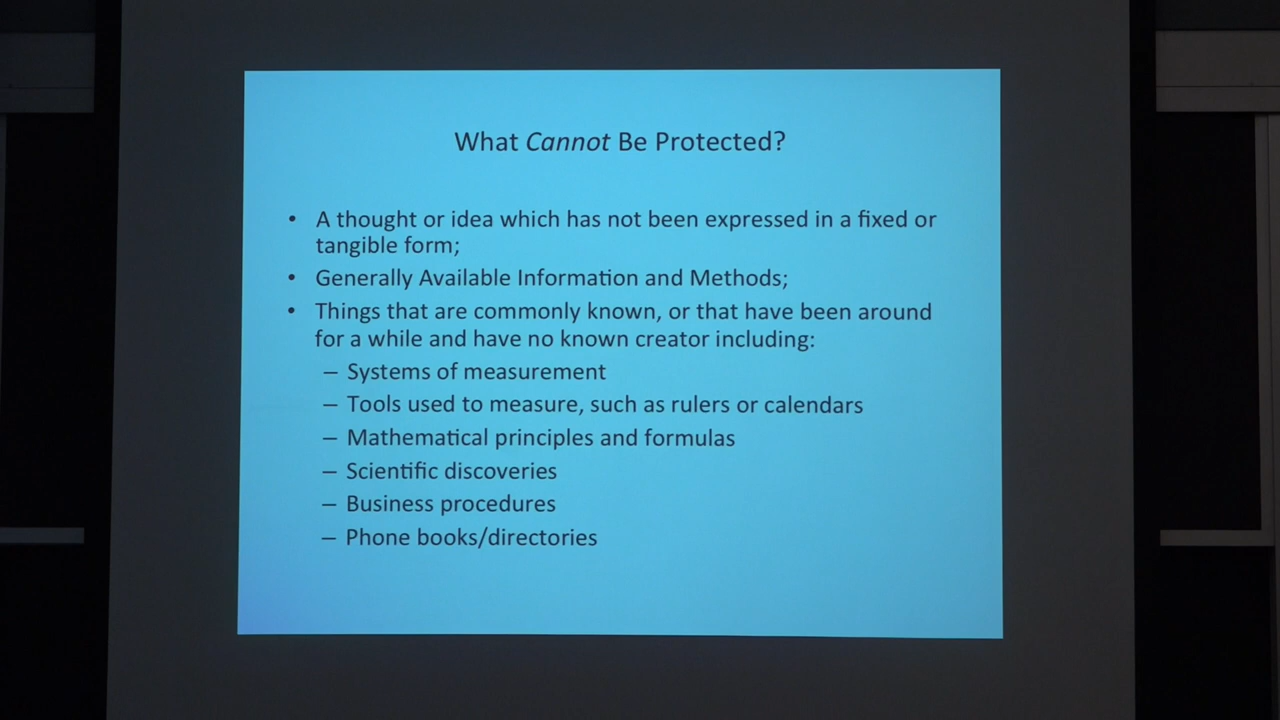 What Cannot Be Protected?
• A thought or idea which has not been expressed in a fixed or
tangible form;
• Generally Available Information and Methods;
• Things that are commonly known, or that have been around
for a while and have no known creator including:
– Systems of measurement
– Tools used to measure, such as rulers or calendars
– Mathematical principles and formulas
– Scientific discoveries
– Business procedures
– Phone books/directories